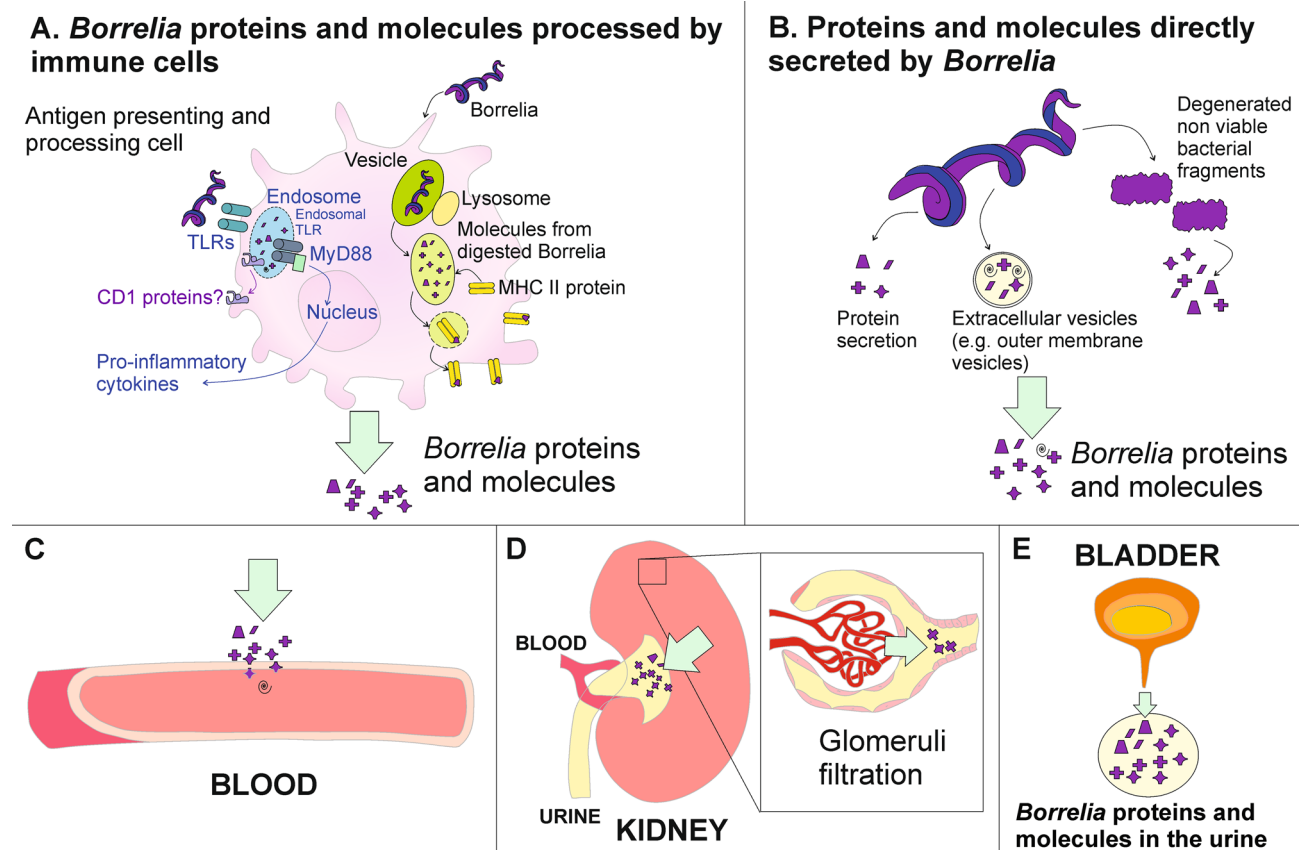 A. Borrelia proteins and molecules processed by
immune cells
Antigen presenting and
processing cell
Borrelia
Vesicle
Lysosome
Endosome
Endosomal
TLR
TLRs
MyD88
Molecules from
digested Borrelia
MHC II protein
CD1 proteins?
Nucleus
Pro-inflammatory
cytokines
Borrelia proteins
and molecules
B. Proteins and molecules directly
secreted by Borrelia
Degenerated
non viable
bacterial
fragments
Protein
secretion
Extracellular vesicles
(e.g. outer membrane
vesicles)
Borrelia proteins
and molecules
C
BLOOD
D
BLOOD
URINE
KIDNEY
Glomeruli
filtration
E
BLADDER
Borrelia proteins and
molecules in the urine